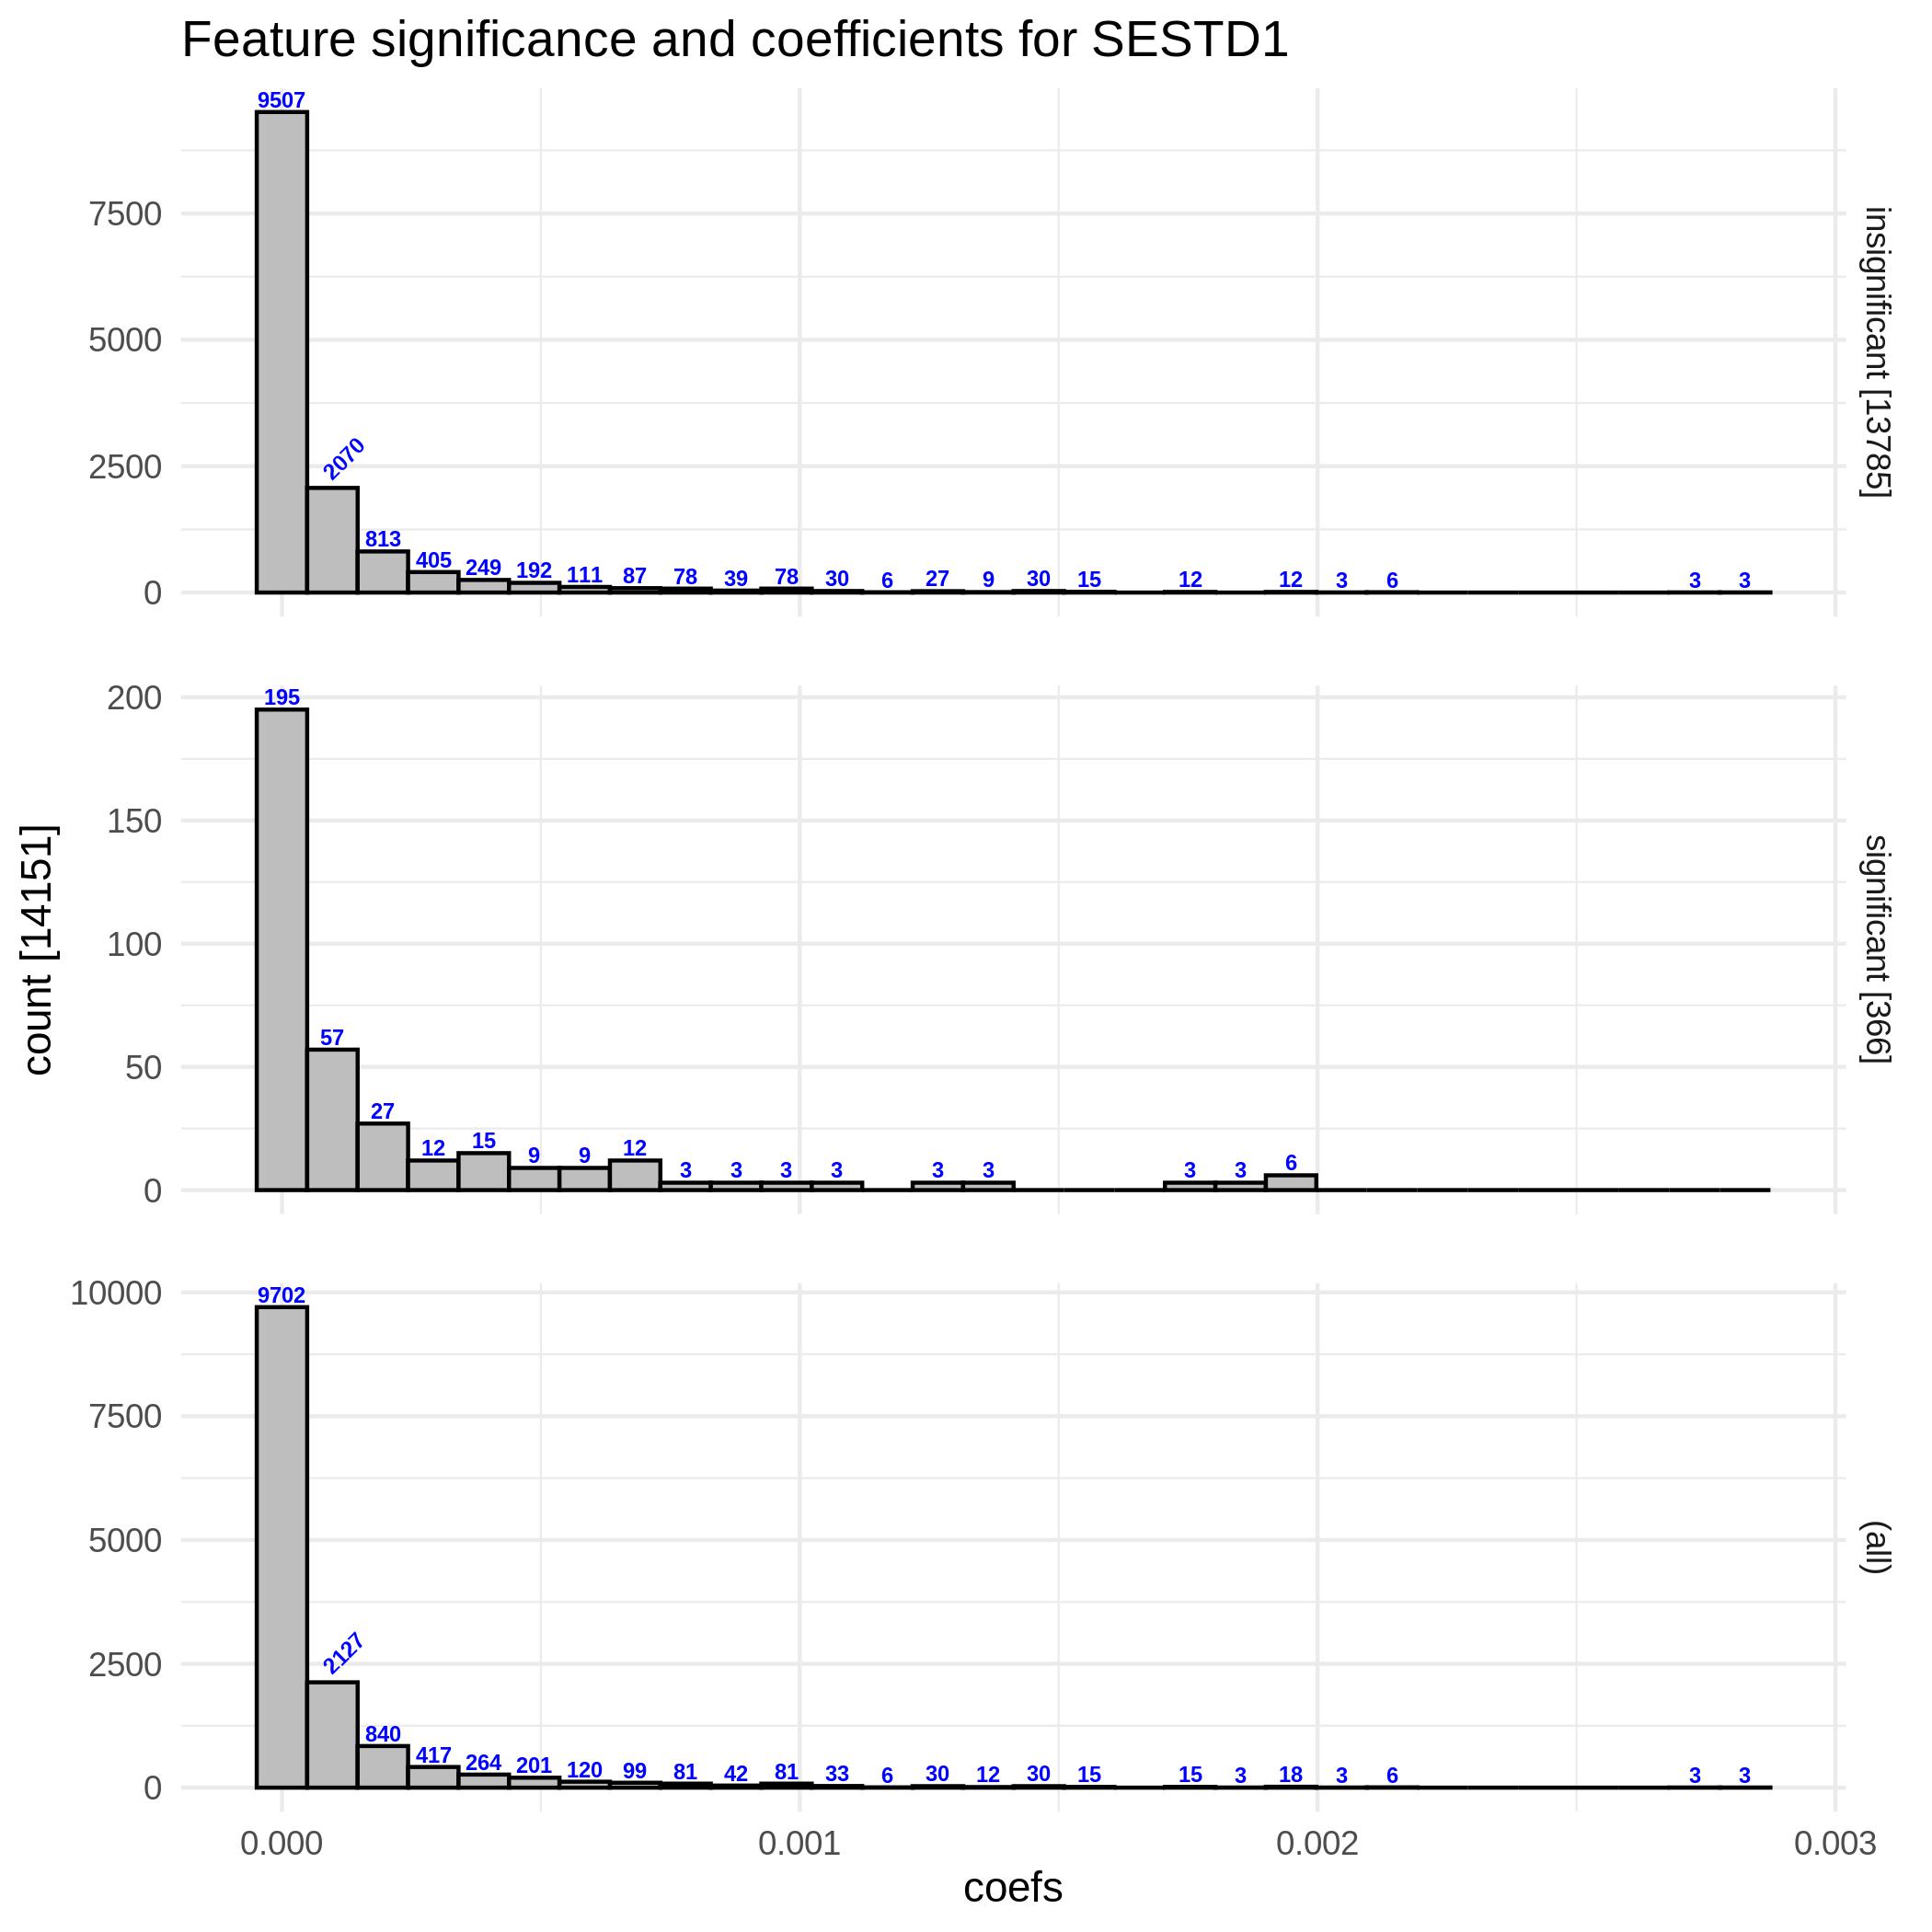 Feature significance and coefficients for SESTD1
9507
7500
5000
2500
0
2070
813
405 249 192 111 87 78 39 78 30 6 27 9 30 15 12 12 3 6 3 3
insignificant [13785]
count [14151]
200
150
100
50
0
195
57
27
12 15 9 9 12 3 3 3 3 3 3 3 3 6
significant [366]
10000
7500
5000
2500
0
9702
2127
840
417 264 201 120 99 81 42 81 33 6 30 12 30 15 15 3 18 3 6 3 3
(all)
0.000 0.001 0.002 0.003
coefs